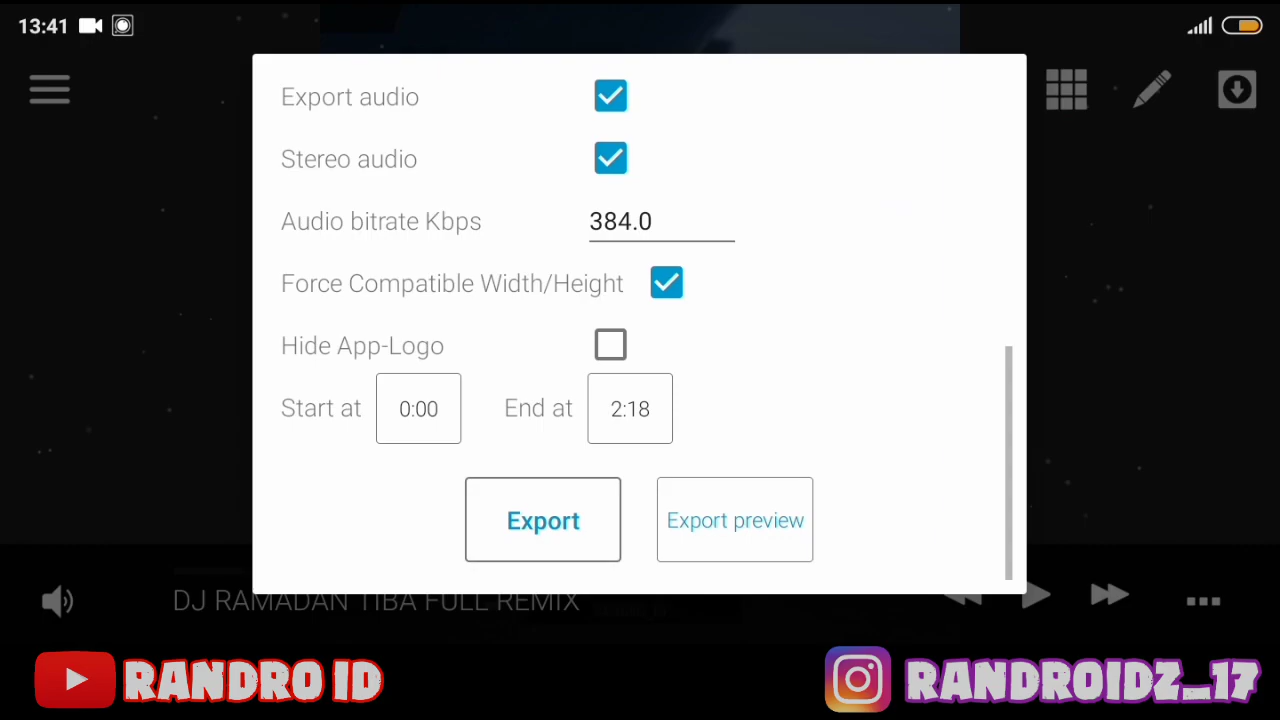 13:41
Export audio
Stereo audio
Audio bitrate Kbps 384.0
Force Compatible Width/Height
Hide App-Logo
Start at 0:00 End at 2:18
Export Export preview
DJ RAMADAN TIBA FULL REMIX
RANDRO ID RANDROIDZ_17